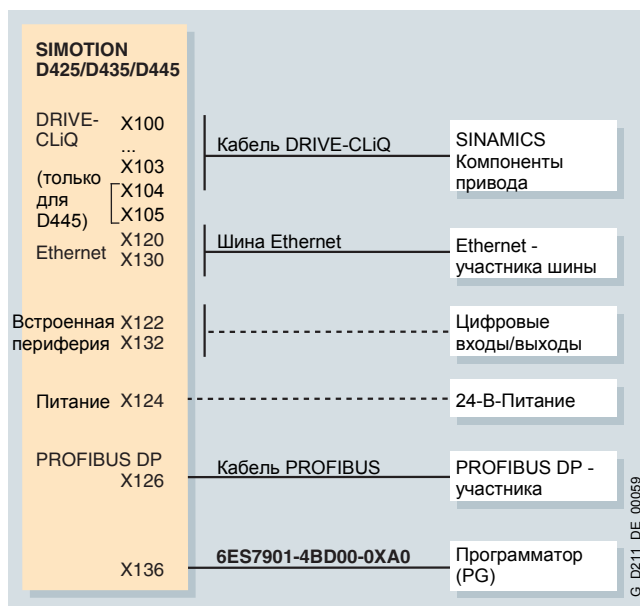 SIMOTION
D425/D435/D445
DRIVE-
CLiQ
X100
...
X103
(только
для
D445)
X104
X105
Кабель DRIVE-CLiQ
SINAMICS
Компоненты
привода
Ethernet
X120
X130
Шина Ethernet
Ethernet -
участника шины
Встроенная
периферия
X122
X132
Цифровые
входы/выходы
Питание X124
24-В-Питание
PROFIBUS DP
X126
Кабель PROFIBUS
PROFIBUS DP -
участника
X136
6ES7901-4BD00-0XA0
Программатор
(PG)
G_D211_DE_00059